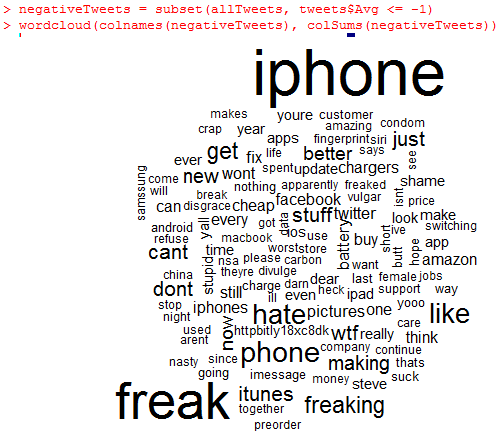 > negativeTweets = subset(allTweets, tweets$Avg <= -1)
> wordcloud(colnames(negativeTweets), colSums(negativeTweets))
iphone
makes youre customer
crap year amazing condom
apps fingerprint siri just
get fix life better says see
ever spent update chargers
samssung come new wont shame
will nothing apparently freaked isnt
break facebook vulgar price
can disgrace cheap stuff twitter look make
android yall every got data ios use battery buy short live switching
refuse macbook butt hope app
cant time nsa worst store want amazon
stupid please carbon
china theyre divulge dear last female jobs
dont still charge darn heck ipad support way
stop iphones ill even yooo
night hate pictures one like
used now httpbitly18xc8dk wtf really care think
arent phone company continue
nasty since making thats
going imessage money steve suck
freak itunes freaking
together
preorder